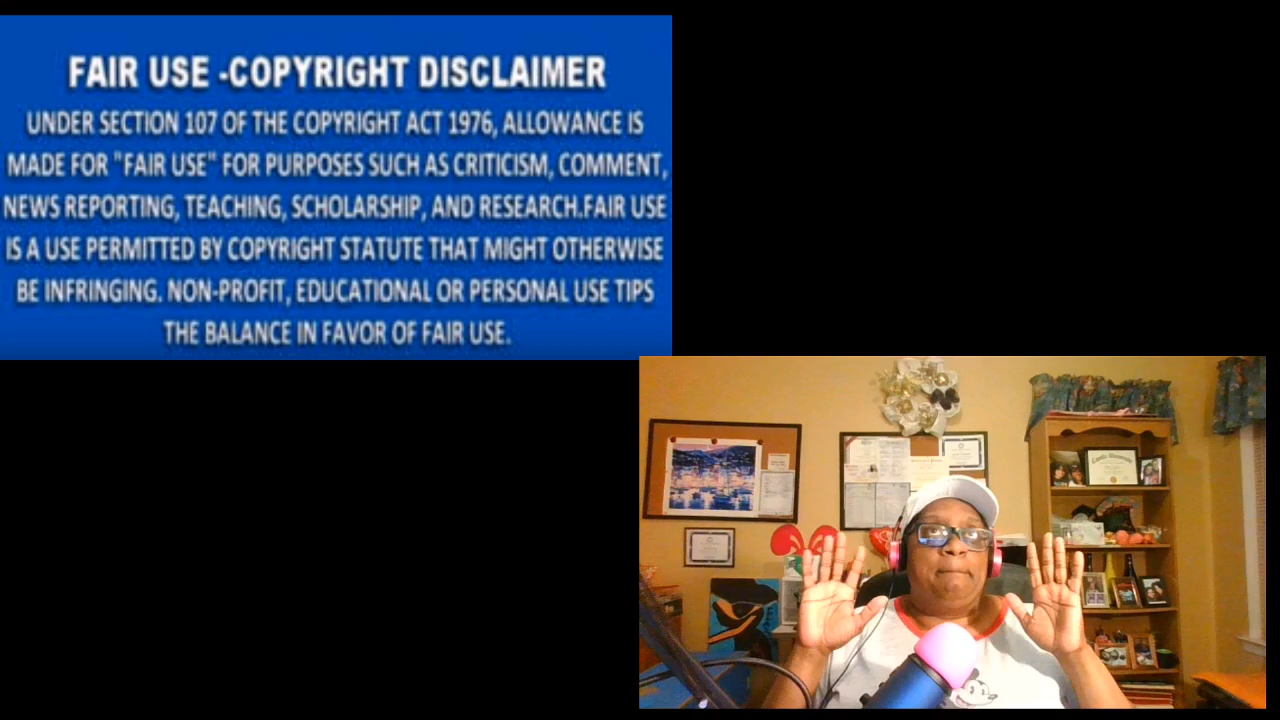 FAIR USE -COPYRIGHT DISCLAIMER
UNDER SECTION 107 OF THE COPYRIGHT ACT 1976, ALLOWANCE IS
MADE FOR "FAIR USE" FOR PURPOSES SUCH AS CRITICISM, COMMENT,
NEWS REPORTING, TEACHING, SCHOLARSHIP, AND RESEARCH.FAIR USE
IS A USE PERMITTED BY COPYRIGHT STATUTE THAT MIGHT OTHERWISE
BE INFRINGING. NON-PROFIT, EDUCATIONAL OR PERSONAL USE TIPS
THE BALANCE IN FAVOR OF FAIR USE.